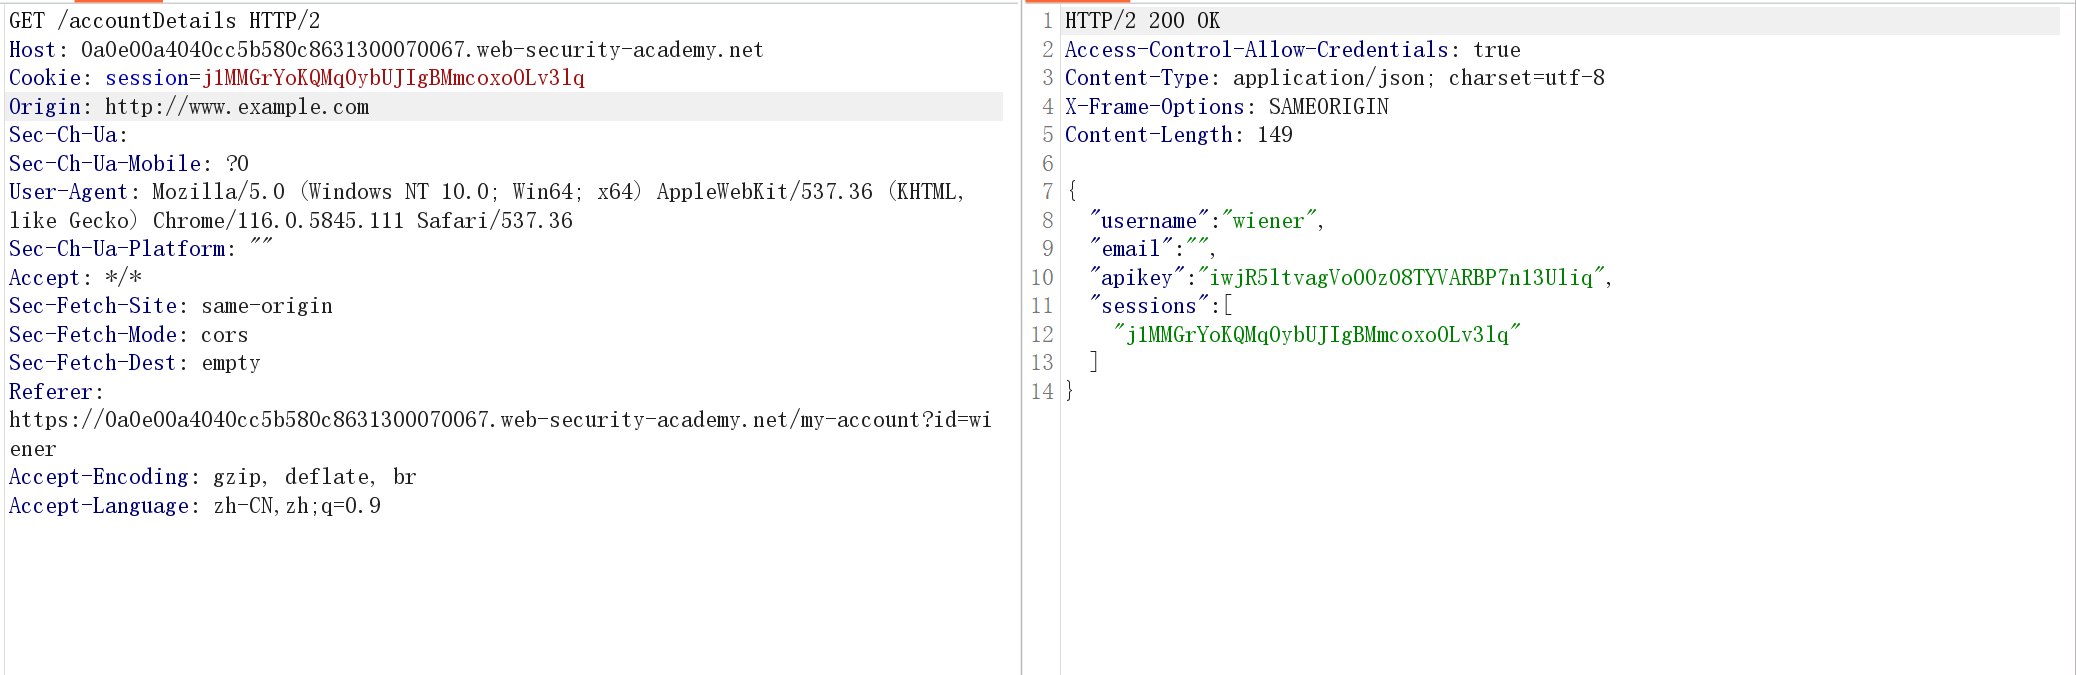 GET /accountDetails HTTP/2
Host: 0a0e00a4040cc5b580c8631300070067.web-security-academy.net
Cookie: session=j1MMGrYoKQMqOybUJIgBMmcoxoOLv3lq
Origin: http://www.example.com
Sec-Ch-Ua:
Sec-Ch-Ua-Mobile: ?0
User-Agent: Mozilla/5.0 (Windows NT 10.0; Win64; x64) AppleWebKit/537.36 (KHTML,
like Gecko) Chrome/116.0.5845.111 Safari/537.36
Sec-Ch-Ua-Platform: ""
Accept: */*
Sec-Fetch-Site: same-origin
Sec-Fetch-Mode: cors
Sec-Fetch-Dest: empty
Referer:
https://0a0e00a4040cc5b580c8631300070067.web-security-academy.net/my-account?id=wi
ener
Accept-Encoding: gzip, deflate, br
Accept-Language: zh-CN,zh;q=0.9
1 HTTP/2 200 OK
2 Access-Control-Allow-Credentials: true
3 Content-Type: application/json; charset=utf-8
4 X-Frame-Options: SAMEORIGIN
5 Content-Length: 149
6
7 {
8 "username":"wiener",
9 "email":"",
10 "apikey":"iwjR5ltvagVoO0z08TYVARBP7n13Uliq",
11 "sessions":[
12 "j1MMGrYoKQMqOybUJIgBMmcoxoOLv3lq"
13 ]
14 }